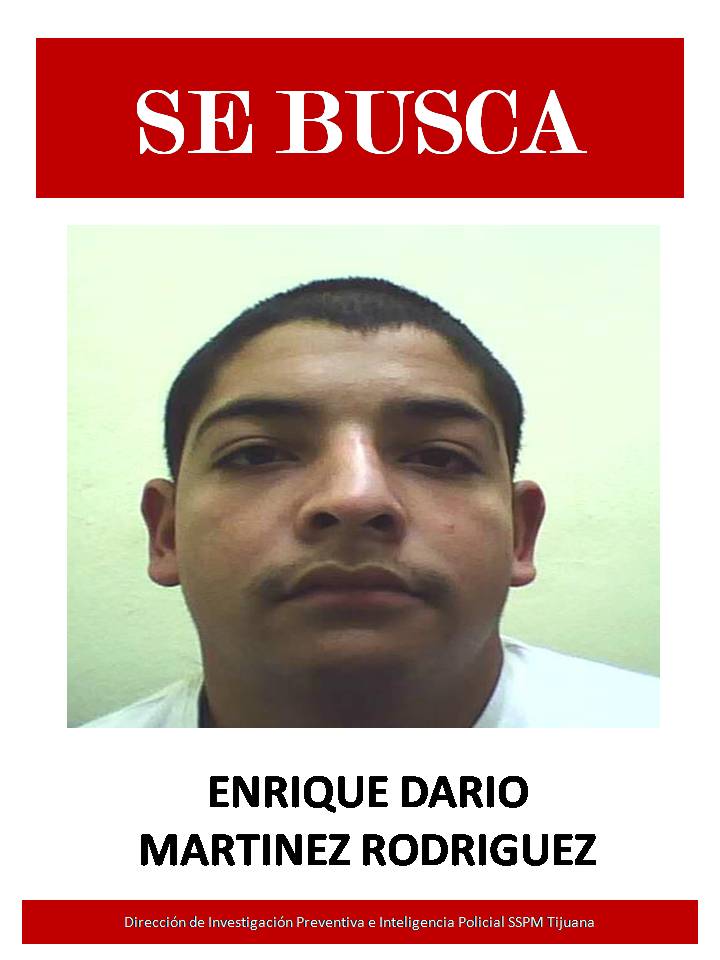 SE BUSCA
ENRIQUE DARIO
MARTINEZ RODRIGUEZ
Dirección de Investigación Preventiva e Inteligencia Policial SSPM Tijuana